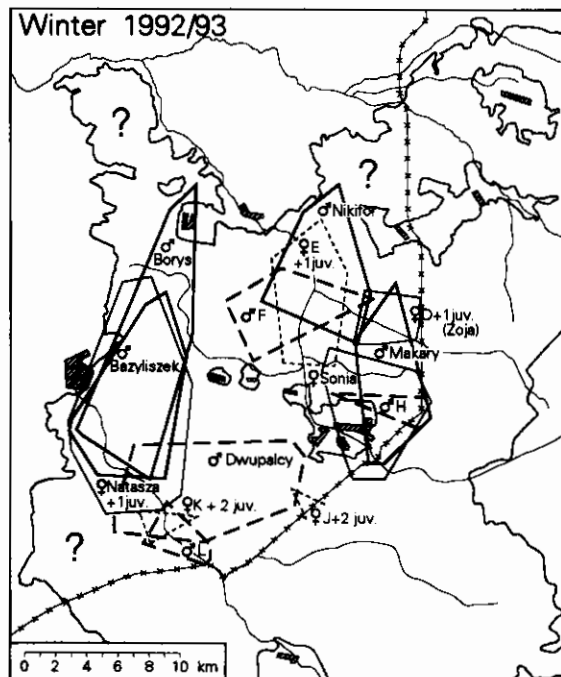 Winter 1992/93
?
?
♂ Nikifor
♀ E
+1juv.
♂
Borys
♂ F
♀ D+1juv.
(Zoja)
♂
Bazyliszek
♂
Makary
♀ Sonia
♂ H
♂ Dwupalcy
♀ Natasza
+1juv.
♀ K + 2 juv.
♀ J+2 juv.
?
♂ LI
0 2 4 6 8 10 km